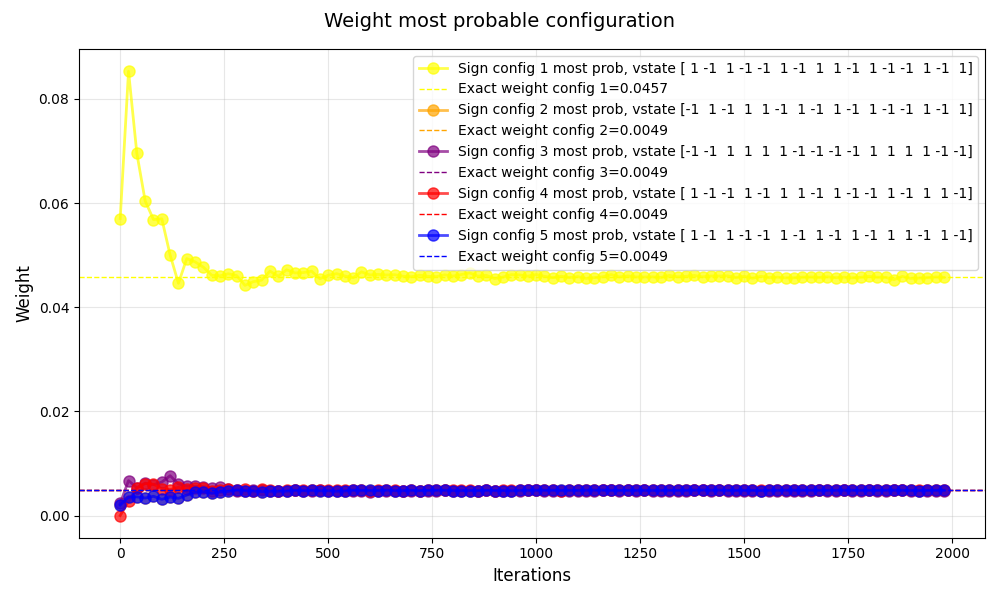 Weight most probable configuration
Sign config 1 most prob, vstate [ 1 -1  1 -1 -1  1 -1  1  1 -1  1 -1 -1  1 -1  1]
Exact weight config 1=0.0457
Sign config 2 most prob, vstate [-1  1 -1  1  1 -1  1 -1  1 -1  1 -1 -1  1 -1  1]
Exact weight config 2=0.0049
Sign config 3 most prob, vstate [-1 -1  1  1  1  1 -1 -1 -1 -1  1  1  1  1 -1 -1]
Exact weight config 3=0.0049
Sign config 4 most prob, vstate [ 1 -1 -1  1 -1  1  1 -1  1 -1 -1  1 -1  1  1 -1]
Exact weight config 4=0.0049
Sign config 5 most prob, vstate [ 1 -1  1 -1 -1  1 -1  1 -1  1 -1  1  1 -1  1 -1]
Exact weight config 5=0.0049
0.08
0.06
0.04
0.02
0.00
Weight
0 250 500 750 1000 1250 1500 1750 2000
Iterations